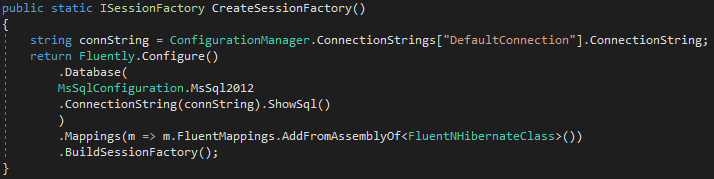 public static ISessionFactory CreateSessionFactory()
{
string connString = ConfigurationManager.ConnectionStrings["DefaultConnection"].ConnectionString;
return Fluently.Configure()
.Database(
MsSqlConfiguration.MsSql2012
.ConnectionString(connString).ShowSql()
)
.Mappings(m => m.FluentMappings.AddFromAssemblyOf<FluentNHibernateClass>())
.BuildSessionFactory();
}